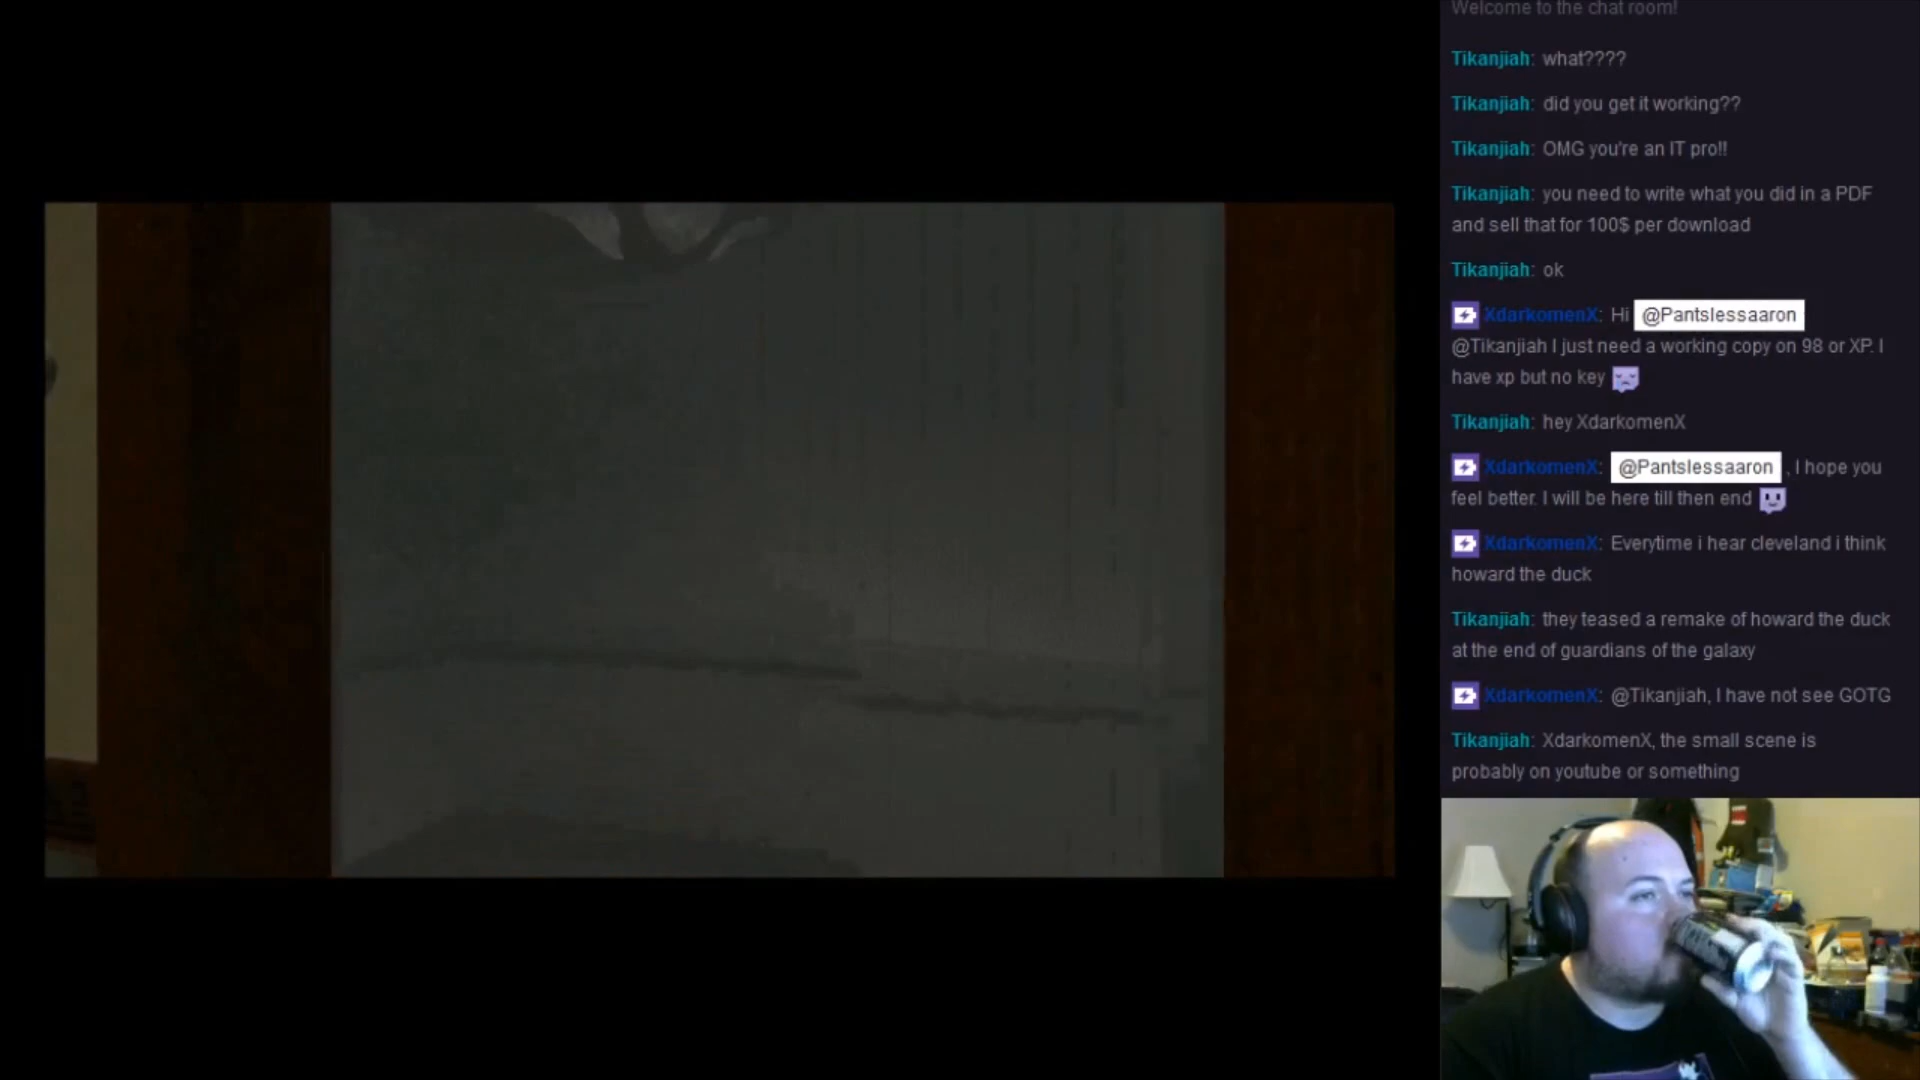 Welcome to the chat room!
Tikanjiah: what????
Tikanjiah: did you get it working??
Tikanjiah: OMG you're an IT pro!!
Tikanjiah: you need to write what you did in a PDF
and sell that for 100$ per download
Tikanjiah: ok
XdarkomenX: Hi @Pantslessaaron
@Tikanjiah I just need a working copy on 98 or XP. I
have xp but no key
Tikanjiah: hey XdarkomenX
XdarkomenX: @Pantslessaaron , I hope you
feel better. I will be here till then end
XdarkomenX: Everytime i hear cleveland i think
howard the duck
Tikanjiah: they teased a remake of howard the duck
at the end of guardians of the galaxy
XdarkomenX: @Tikanjiah, I have not see GOTG
Tikanjiah: XdarkomenX, the small scene is
probably on youtube or something